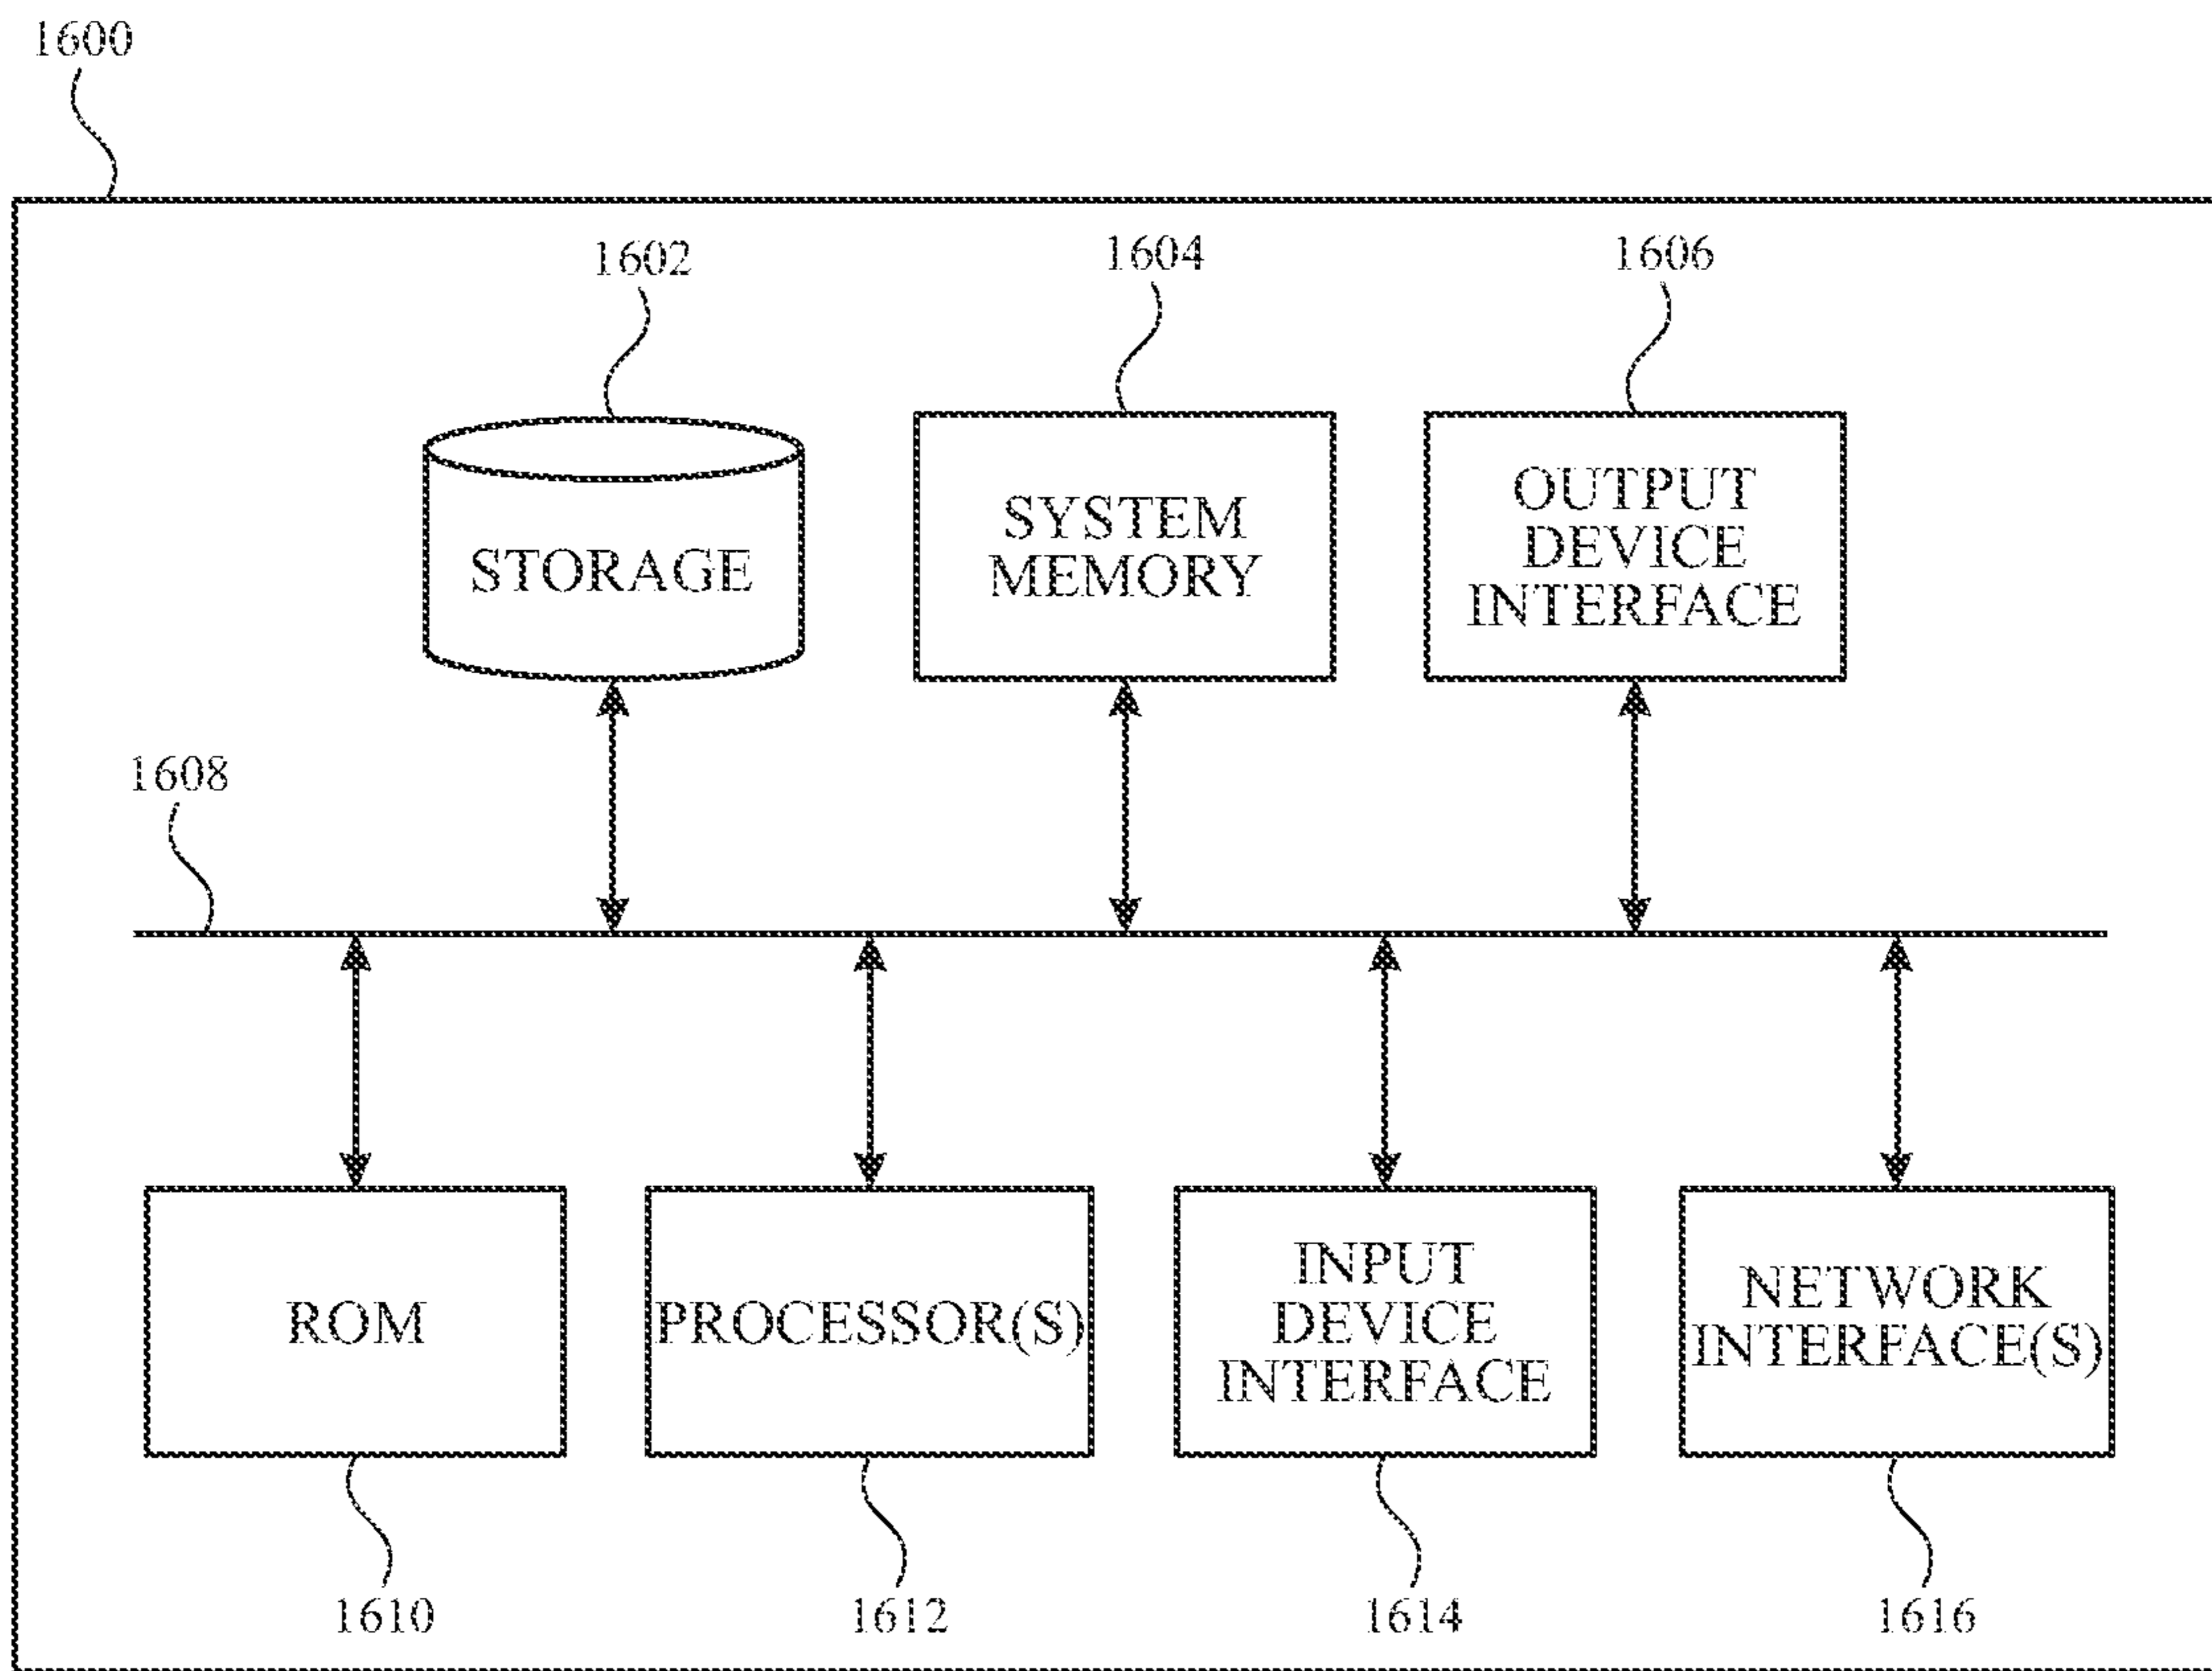 1600
1602
1604
1606
STORAGE
SYSTEM
MEMORY
OUTPUT
DEVICE
INTERFACE
1608
ROM
PROCESSOR(S)
INPUT
DEVICE
INTERFACE
NETWORK
INTERFACE(S)
1610
1612
1614
1616